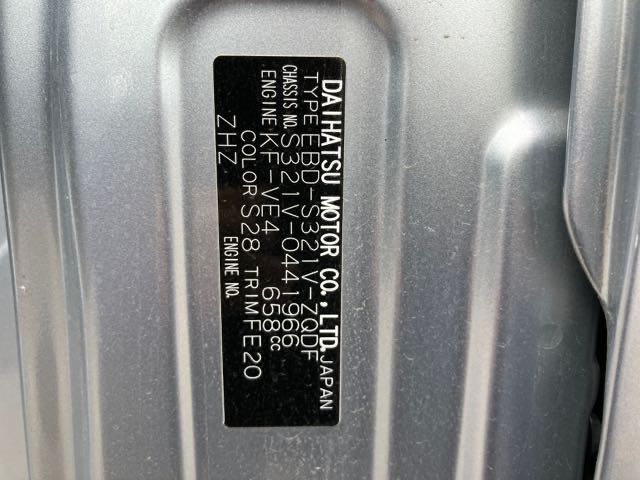 DAIHATSU MOTOR CO., LTD. JAPAN
TYPE EBD-S321V-ZQDF
CHASSIS NO. S321V-0441966
ENGINE KF-VE4 658cc
COLOR S28 TRIM FE20
ZHZ ENGINE NO.